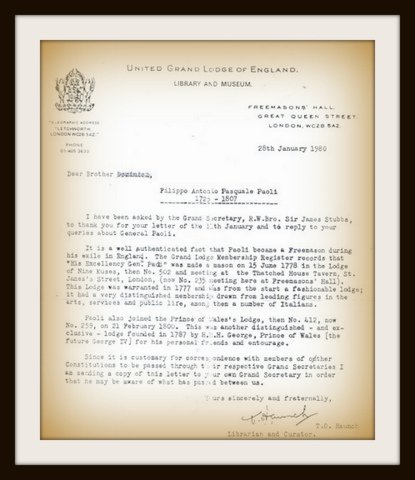 UNITED GRAND LODGE OF ENGLAND.
LIBRARY AND MUSEUM.
FREEMASONS' HALL
GREAT QUEEN STREET
LONDON, WC2B 5AZ.
TELEGRAPHIC ADDRESS
"LETCHWORTH
LONDON WC2B 5AZ."
PHONE
28th January 1980
Dear Brother
Filippo Antonio Pasquale Paoli
1725 - 1807
I have been asked by the Grand Secretary, R.W.Bro. Sir James Stubbs,
to thank you for your letter of the January and to reply to your
queries about General Paoli.
It is a well authenticated fact that Paoli became a Freemason during
his exile in England. The Grand Lodge Membership Register records that
"His Excellency Gen. Paoli" was made a mason on 15 June 1778 in the Lodge
of Nine Muses, then No. 502 and meeting at the Thatched House Tavern, St.
James's Street, London, (now No. 235 meeting here at Freemasons' Hall).
This Lodge was warranted in 1777 and was from the start a fashionable lodge;
it had a very distinguished membership drawn from leading figures in the
arts, services and public life, among them a number of Italians.
Paoli also joined the Prince of Wales's Lodge, then No. 412, now
No. 259, on 21 February 1800. This was another distinguished - and ex-
clusive - lodge founded in 1787 by H.R.H. George, Prince of Wales [the
future George IV] for his personal friends and entourage.
Since it is customary for correspondence with members of other
Constitutions to be passed through their respective Grand Secretaries I
am sending a copy of this letter to your own Grand Secretary in order
that he may be aware of what has passed between us.
Yours sincerely and fraternally,
T.O. Haunch
Librarian and Curator.